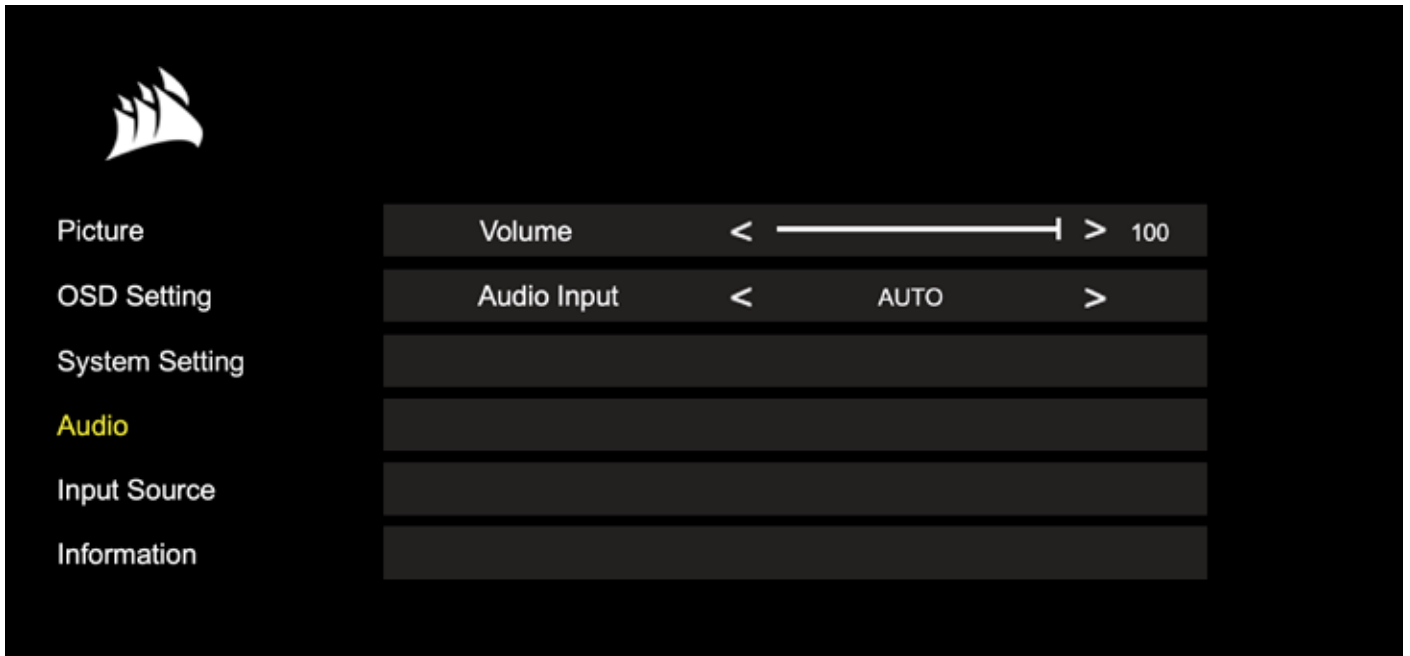 Picture
Volume < > 100
OSD Setting
Audio Input < AUTO >
System Setting
Audio
Input Source
Information